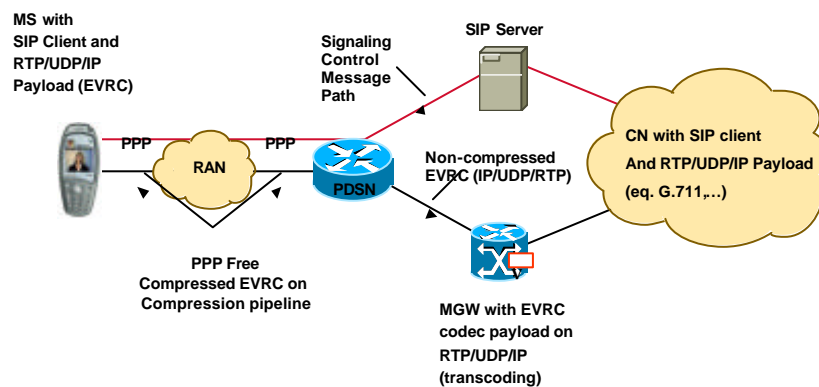 MS with
SIP Client and
RTP/UDP/IP
Payload (EVRC)
Signaling
Control
Message
Path
SIP Server
PPP
PPP
RAN
PDSN
Non-compressed
EVRC (IP/UDP/RTP)
CN with SIP client
And RTP/UDP/IP Payload
(eq. G.711,…)
PPP Free
Compressed EVRC on
Compression pipeline
MGW with EVRC
codec payload on
RTP/UDP/IP
(transcoding)